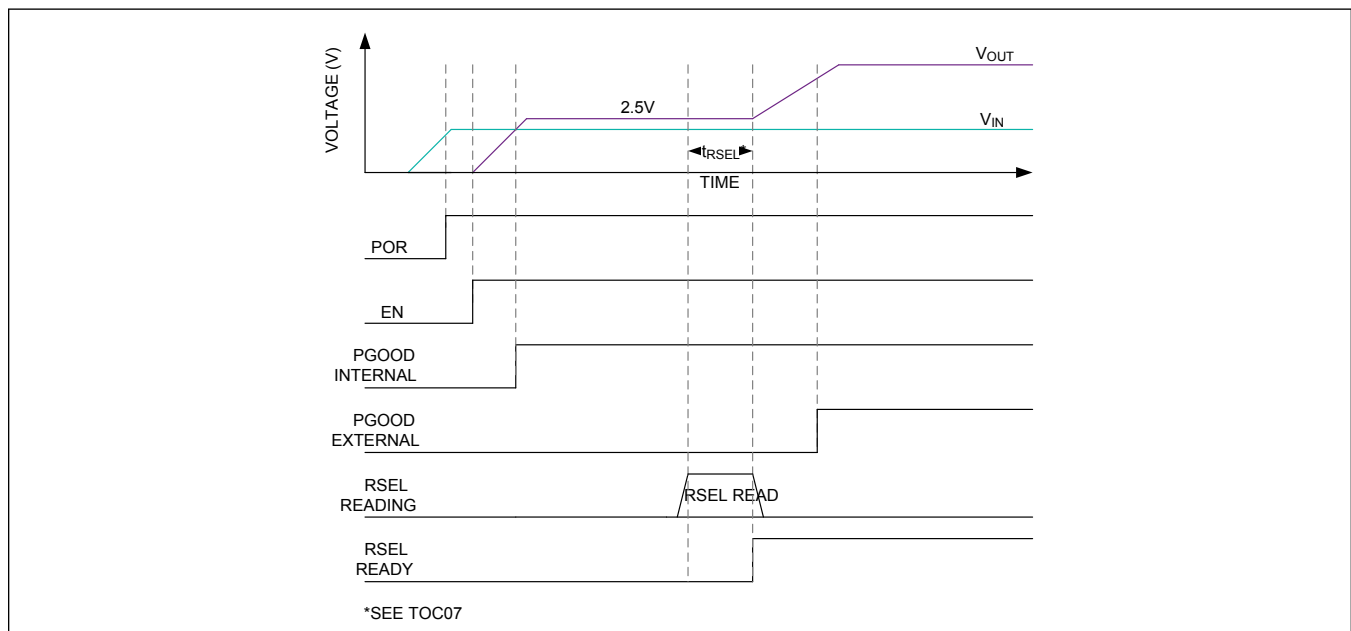 VOLTAGE (V)
VOUT
2.5V
VIN
tRSEL*
TIME
POR
EN
PGOOD
INTERNAL
PGOOD
EXTERNAL
RSEL
READING
RSEL READ
RSEL
READY
*SEE TOC07